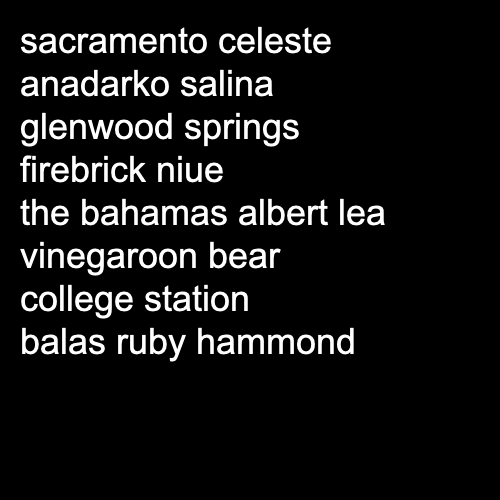 sacramento celeste
anadarko salina
glenwood springs
firebrick niue
the bahamas albert lea
vinegaroon bear
college station
balas ruby hammond